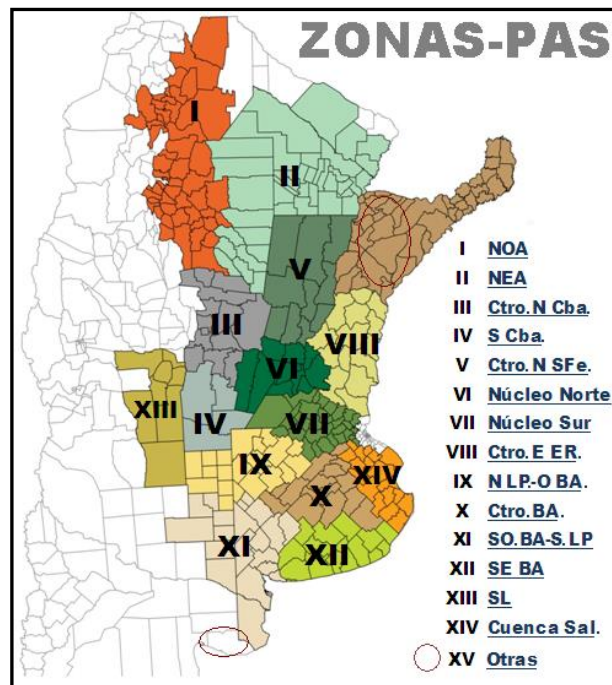 ZONAS-PAS
I
II
III
V
VIII
VI
IV
XIII
VII
IX
XIV
X
XI
XII
I NOA
II NEA
III Ctro.N Cba.
IV S Cba.
V Ctro.N SFe.
VI Núcleo Norte
VII Núcleo Sur
VIII Ctro.E ER.
IX N LP-O BA.
X Ctro.BA.
XI SO.BA-S.LP
XII SE BA
XIII SL
XIV Cuenca Sal.
XV Otras